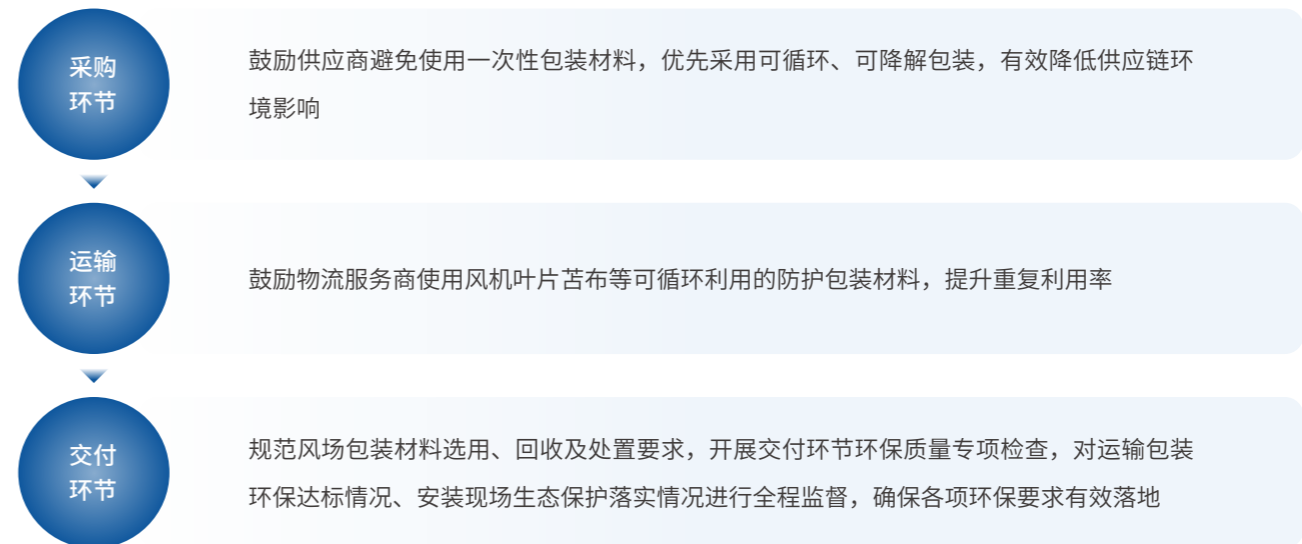 采购
环节
鼓励供应商避免使用一次性包装材料，优先采用可循环、可降解包装，有效降低供应链环
境影响
运输
环节
鼓励物流服务商使用风机叶片苫布等可循环利用的防护包装材料，提升重复利用率
交付
环节
规范风场包装材料选用、回收及处置要求，开展交付环节环保质量专项检查，对运输包装
环保达标情况、安装现场生态保护落实情况进行全程监督，确保各项环保要求有效落地